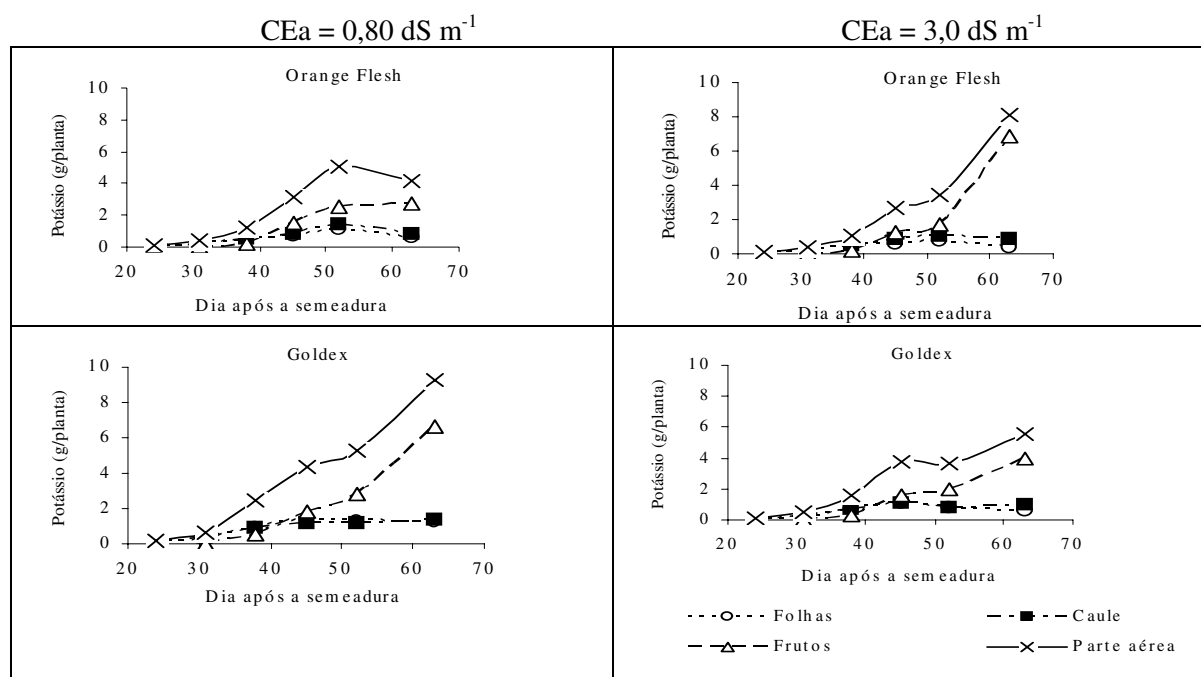 CEa = 0,80 dS m⁻¹
CEa = 3,0 dS m⁻¹
Orange Flesh
Potássio (g/planta)
10
8
6
4
2
0
20 30 40 50 60 70
Dia após a semeadura
Orange Flesh
Potássio (g/planta)
10
8
6
4
2
0
20 30 40 50 60 70
Dia após a semeadura
Goldex
Potássio (g/planta)
10
8
6
4
2
0
20 30 40 50 60 70
Dia após a semeadura
Goldex
Potássio (g/planta)
10
8
6
4
2
0
20 30 40 50 60 70
Dia após a semeadura
Folhas
Caule
Frutos
Parte aérea